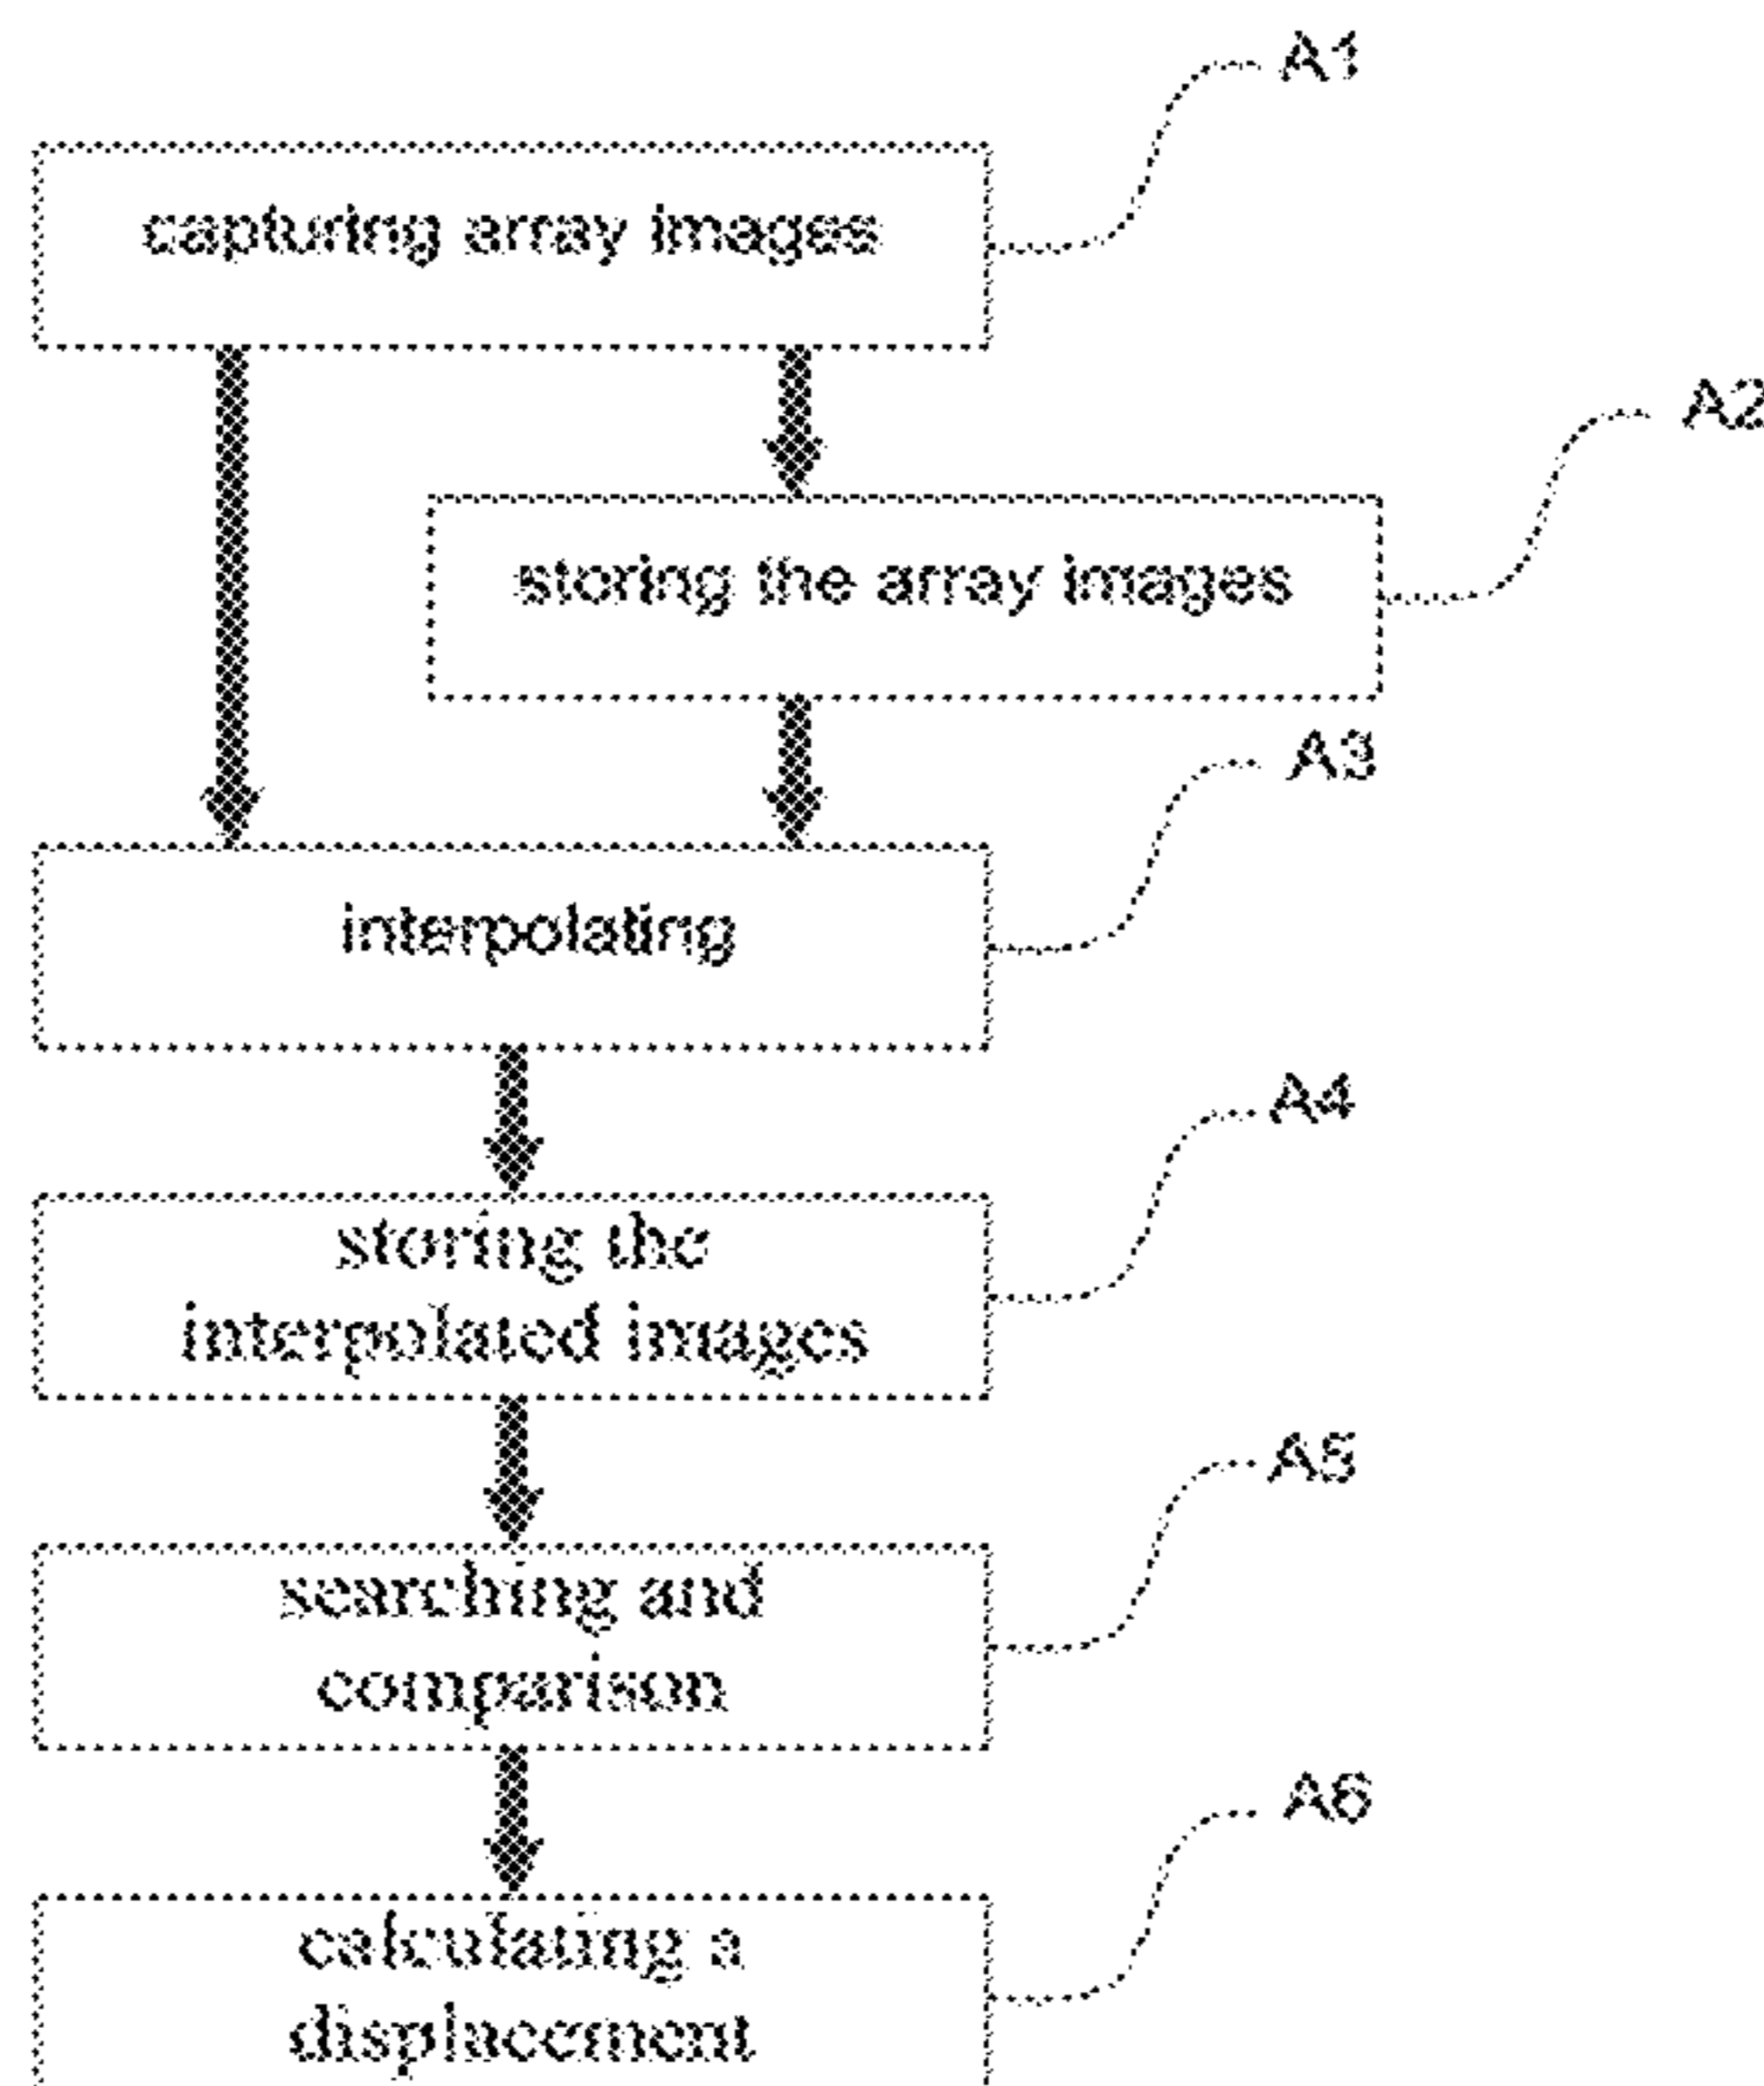 A1
capturing array images
A2
storing the array images
A3
interpolating
A4
storing the
interpolated images
A5
searching and
comparison
A6
calculating a
displacement